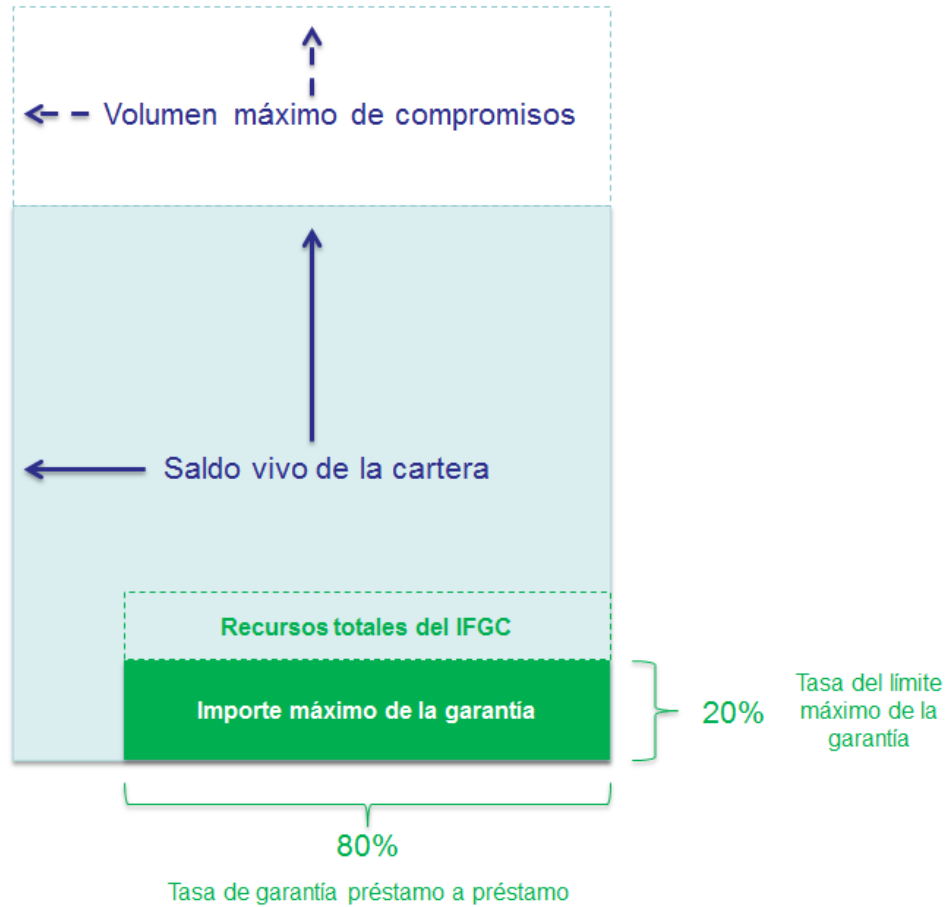 Volumen máximo de compromisos
Saldo vivo de la cartera
Recursos totales del IFGC
Importe máximo de la garantía
20%
Tasa del límite
máximo de la
garantía
80%
Tasa de garantía préstamo a préstamo